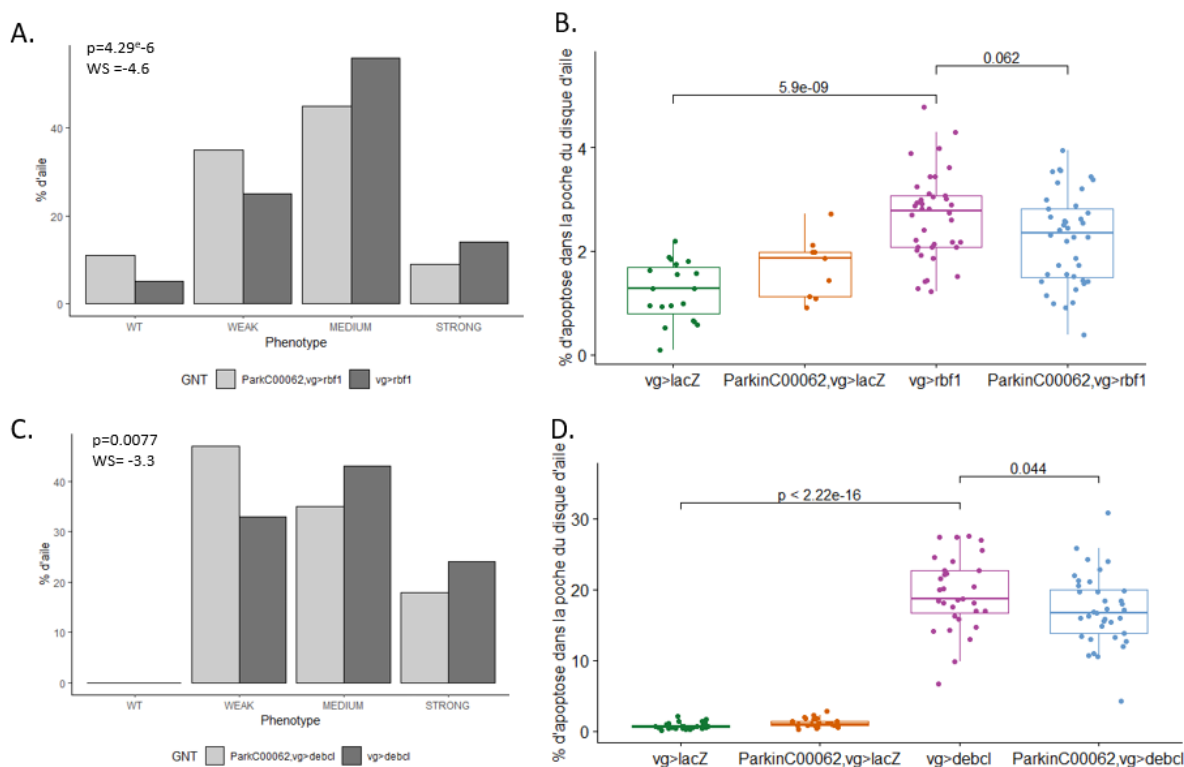 A.
p=4.29e-6
WS =-4.6
% d'aile
40
20
0
WT WEAK MEDIUM STRONG
Phenotype
GNT ParkC00062,vg>rbf1 vg>rbf1
B.
% d'apoptose dans la poche du disque d'aile
0.062
5.9e-09
4
2
0
vg>lacZ ParkinC00062,vg>lacZ vg>rbf1 ParkinC00062,vg>rbf1
C.
p=0.0077
WS= -3.3
% d'aile
40
30
20
10
0
WT WEAK MEDIUM STRONG
Phenotype
GNT ParkC00062,vg>debcl vg>debcl
D.
% d'apoptose dans la poche du disque d'aile
0.044
p < 2.22e-16
30
20
10
0
vg>lacZ ParkinC00062,vg>lacZ vg>debcl ParkinC00062,vg>debcl